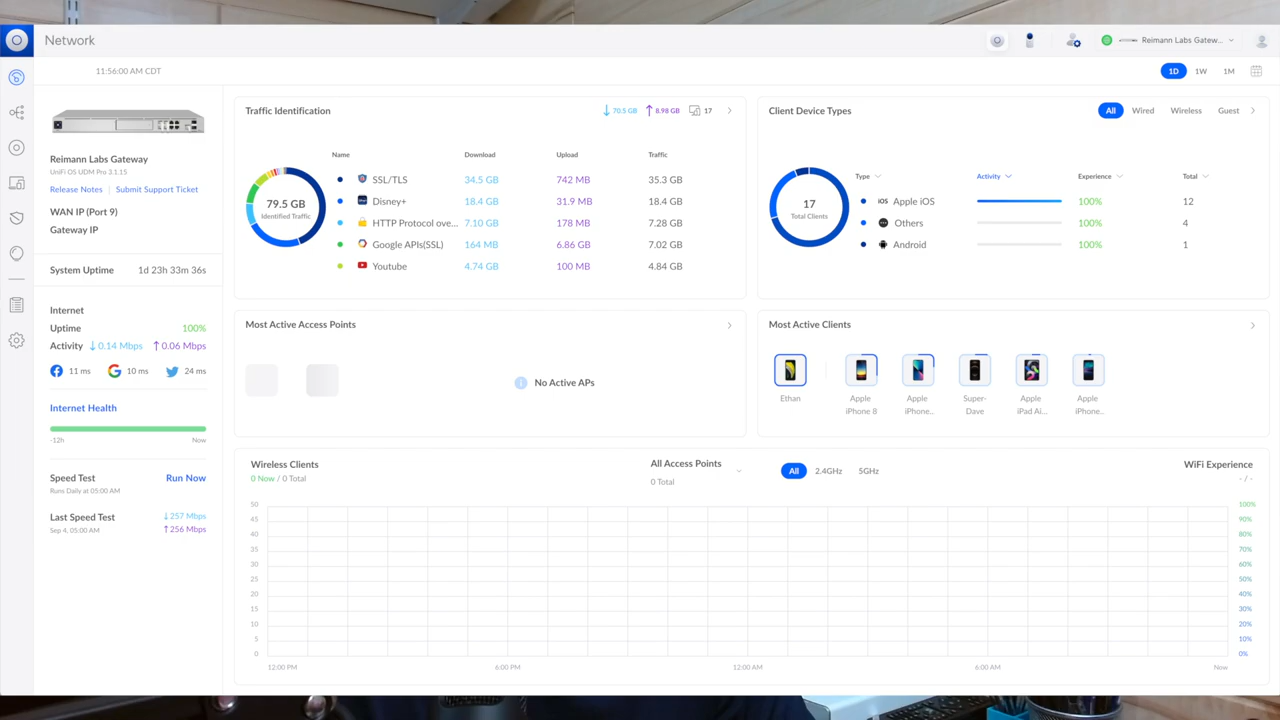 Network
Reimann Labs Gatew...
11:56:00 AM CDT
1D 1W 1M
Reimann Labs Gateway
UniFi OS UDM Pro 3.1.15
Release Notes | Submit Support Ticket
WAN IP (Port 9)
Gateway IP
System Uptime 1d 23h 33m 36s
Internet
Uptime 100%
Activity ↓ 0.14 Mbps ↑ 0.06 Mbps
11 ms 10 ms 24 ms
Internet Health
-12h Now
Speed Test Run Now
Runs Daily at 05:00 AM
Last Speed Test ↓ 257 Mbps
Sep 4, 05:00 AM ↑ 256 Mbps
Traffic Identification ↓ 70.5 GB ↑ 8.98 GB 17
79.5 GB
Identified Traffic
Name Download Upload Traffic
SSL/TLS 34.5 GB 742 MB 35.3 GB
Disney+ 18.4 GB 31.9 MB 18.4 GB
HTTP Protocol ove... 7.10 GB 178 MB 7.28 GB
Google APIs(SSL) 164 MB 6.86 GB 7.02 GB
Youtube 4.74 GB 100 MB 4.84 GB
Client Device Types All Wired Wireless Guest
17
Total Clients
Type Activity Experience Total
iOS Apple iOS 100% 12
Others 100% 4
Android 100% 1
Most Active Access Points
No Active APs
Most Active Clients
Ethan
Apple iPhone 8
Apple iPhone..
Super-Dave
Apple iPad Ai...
Apple iPhone..
Wireless Clients
0 Now / 0 Total
All Access Points
0 Total
All 2.4GHz 5GHz
WiFi Experience
- / -
50 100%
45 90%
40 80%
35 70%
30 60%
25 50%
20 40%
15 30%
10 20%
5 10%
0 0%
12:00 PM 6:00 PM 12:00 AM 6:00 AM Now